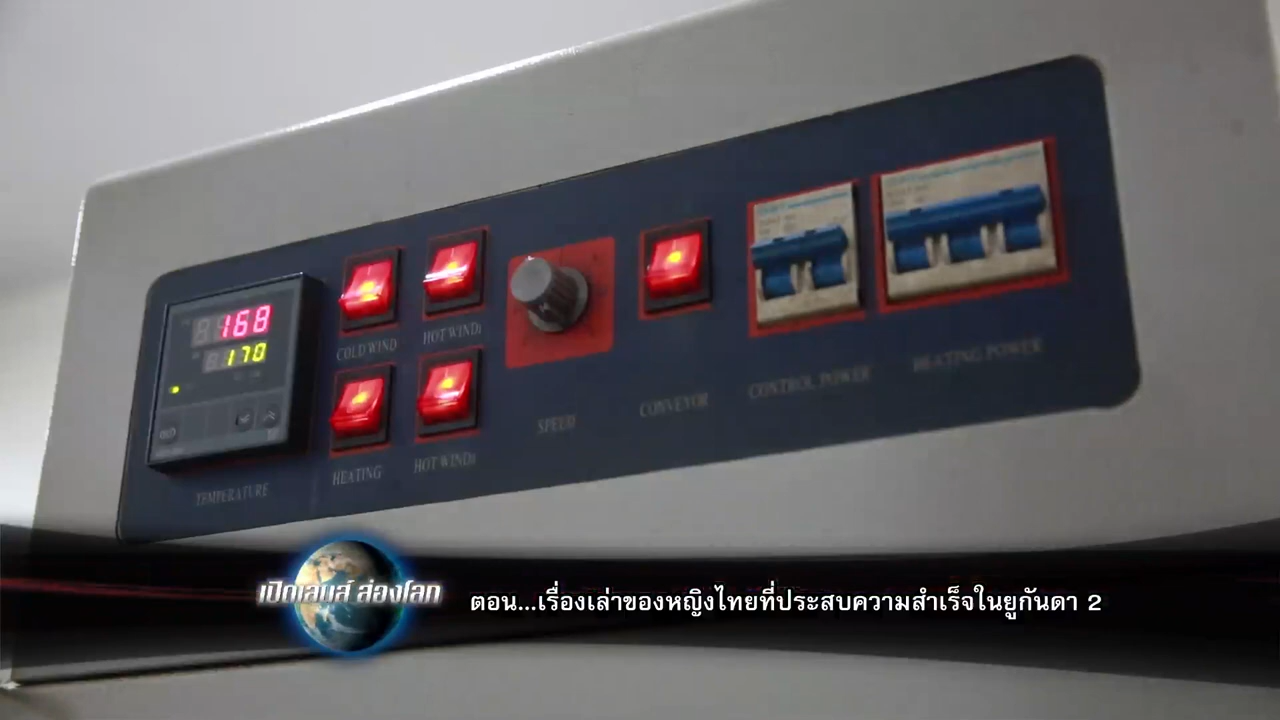 168
170
TEMPERATURE
COLD WIND
HOT WIND1
HEATING
HOT WIND2
SPEED
CONVEYOR
CONTROL POWER
HEATING POWER
เปิดเลนส์ ส่องโลก
ตอน...เรื่องเล่าของหญิงไทยที่ประสบความสำเร็จในยูกันดา 2